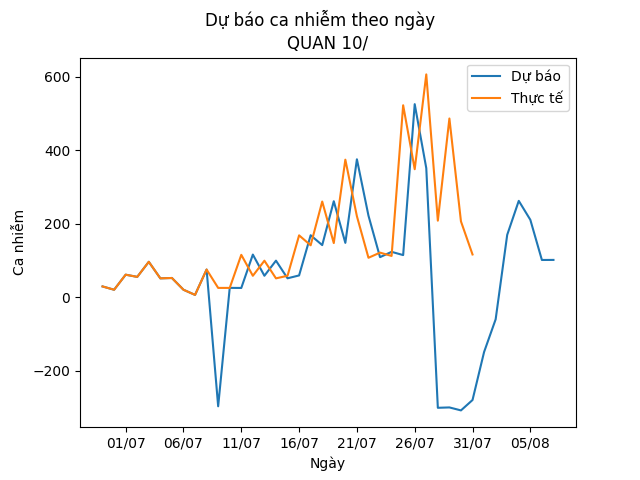 Dự báo ca nhiễm theo ngày
QUAN 10/
Dự báo
Thực tế
600
400
200
0
−200
Ca nhiễm
01/07 06/07 11/07 16/07 21/07 26/07 31/07 05/08
Ngày